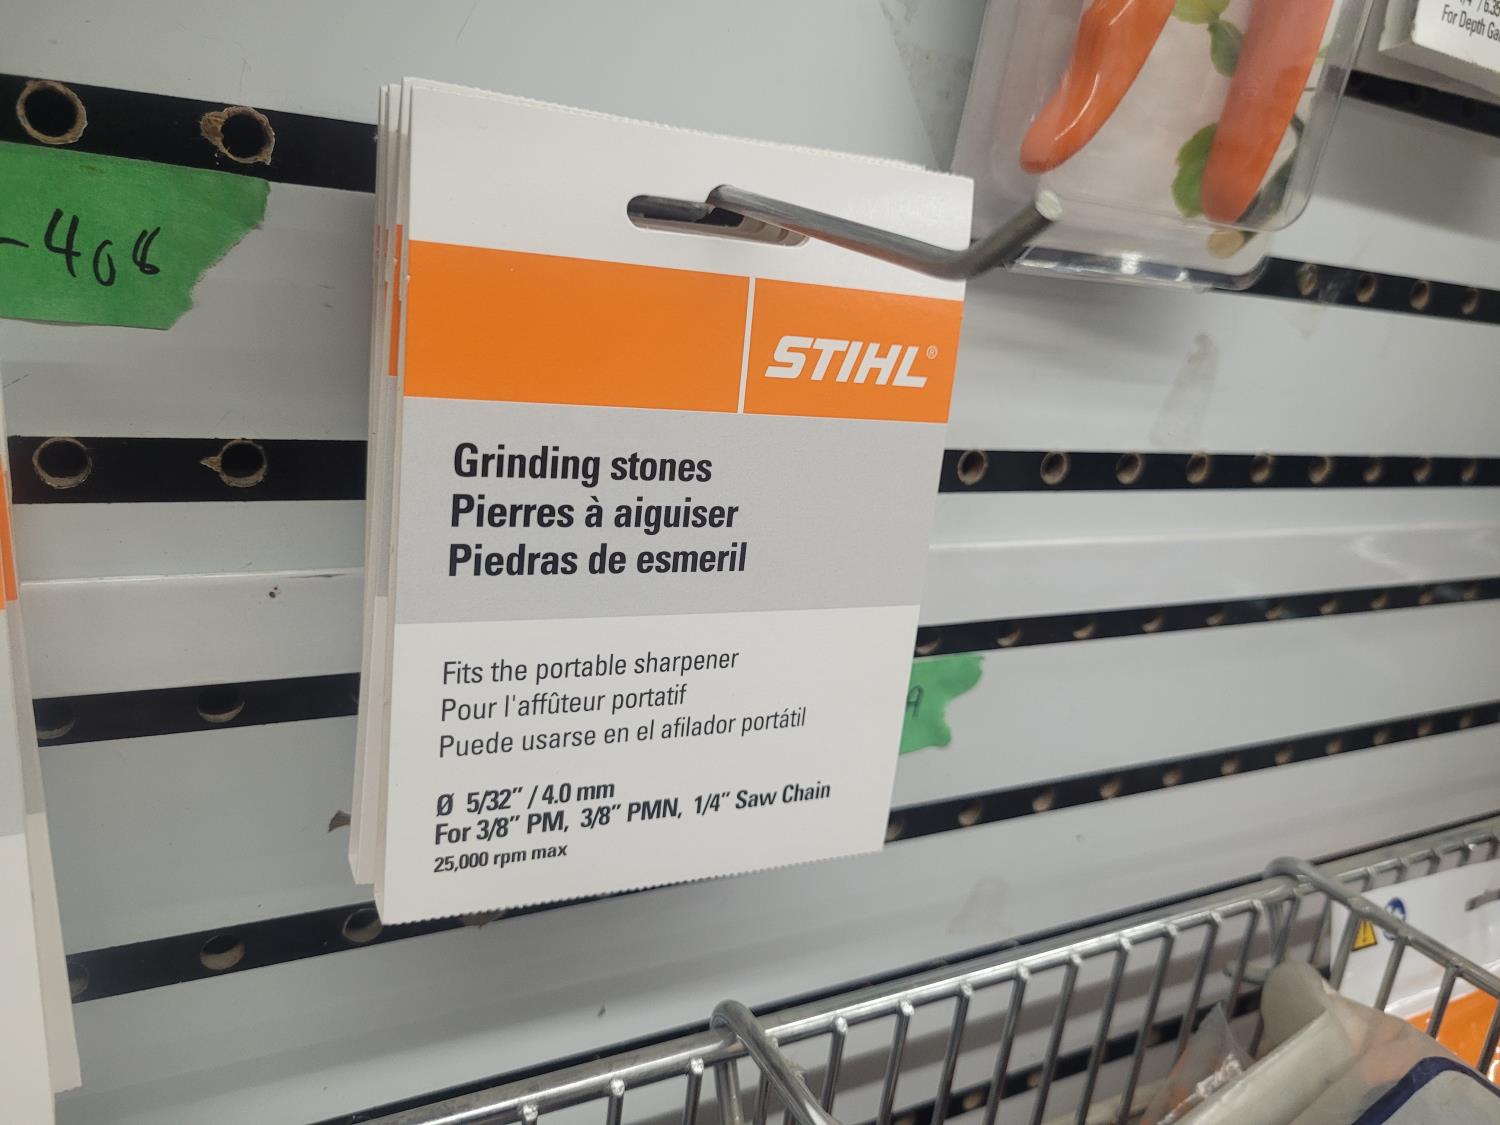 -408
STIHL®
Grinding stones
Pierres à aiguiser
Piedras de esmeril
Fits the portable sharpener
Pour l'affûteur portatif
Puede usarse en el afilador portátil
Ø 5/32" / 4.0 mm
For 3/8" PM, 3/8" PMN, 1/4" Saw Chain
25,000 rpm max
For Depth